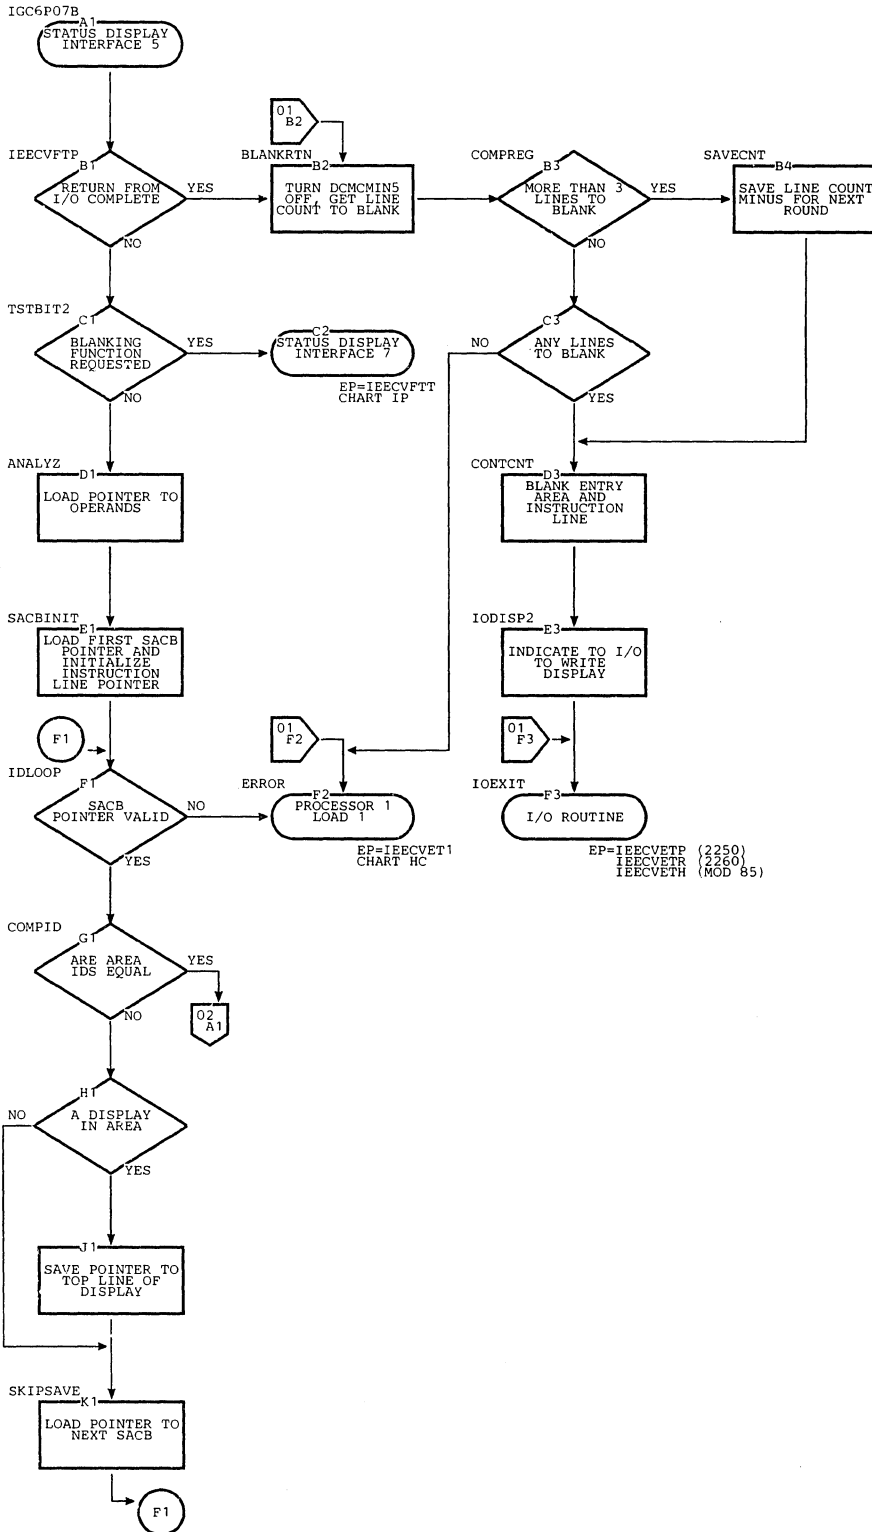 IGC6P07B
A1
STATUS DISPLAY
INTERFACE 5
01
B2
IEECVFTP
B1
RETURN FROM
I/O COMPLETE
YES
NO
BLANKRTN
B2
TURN DCMCMIN5
OFF, GET LINE
COUNT TO BLANK
COMPREG
B3
MORE THAN 3
LINES TO
BLANK
YES
NO
SAVECNT
B4
SAVE LINE COUNT
MINUS FOR NEXT
ROUND
TSTBIT2
C1
BLANKING
FUNCTION
REQUESTED
YES
NO
C2
STATUS DISPLAY
INTERFACE 7
EP=IEECVFTT
CHART IP
C3
ANY LINES
TO BLANK
NO
YES
ANALYZ
D1
LOAD POINTER TO
OPERANDS
CONTCNT
D3
BLANK ENTRY
AREA AND
INSTRUCTION
LINE
SACBINIT
E1
LOAD FIRST SACB
POINTER AND
INITIALIZE
INSTRUCTION
LINE POINTER
IODISP2
E3
INDICATE TO I/O
TO WRITE
DISPLAY
F1
01
F2
01
F3
IDLOOP
F1
SACB
POINTER VALID
NO
YES
ERROR
F2
PROCESSOR 1
LOAD 1
EP=IEECVET1
CHART HC
IOEXIT
F3
I/O ROUTINE
EP=IEECVETP (2250)
IEECVETR (2260)
IEECVETH (MOD 85)
COMPID
G1
ARE AREA
IDS EQUAL
YES
NO
02
A1
H1
A DISPLAY
IN AREA
NO
YES
J1
SAVE POINTER TO
TOP LINE OF
DISPLAY
SKIPSAVE
K1
LOAD POINTER TO
NEXT SACB
F1